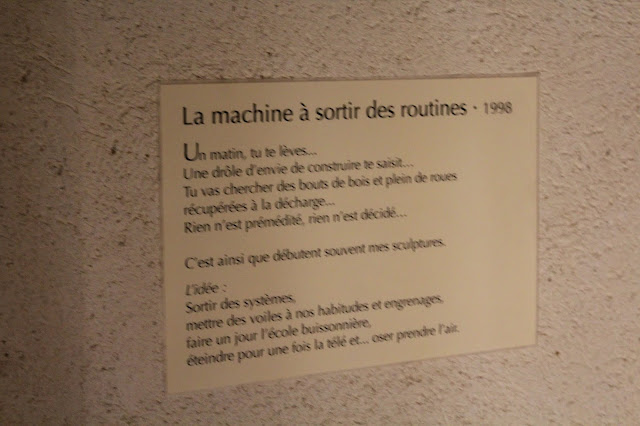 La machine à sortir des routines · 1998
Un matin, tu te lèves...
Une drôle d'envie de construire te saisit...
Tu vas chercher des bouts de bois et plein de roues
récupérées à la décharge...
Rien n'est prémédité, rien n'est décidé...
C'est ainsi que débutent souvent mes sculptures.
L'idée :
Sortir des systèmes,
mettre des voiles à nos habitudes et engrenages,
faire un jour l'école buissonnière,
éteindre pour une fois la télé et... oser prendre l'air.